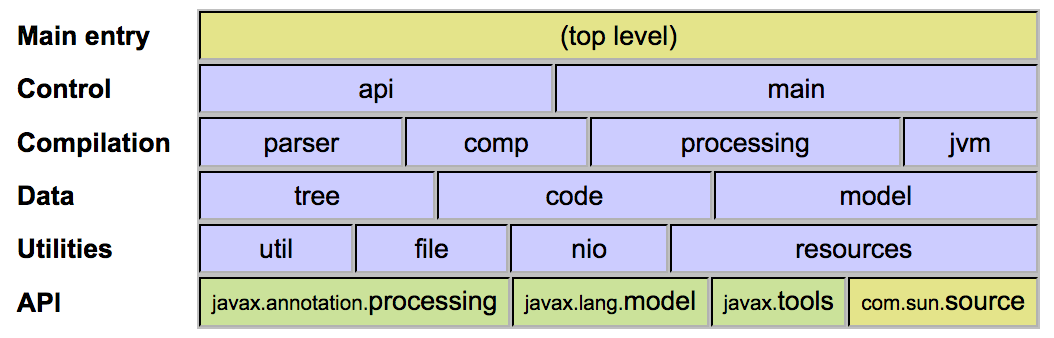 Main entry (top level)
Control api main
Compilation parser comp processing jvm
Data tree code model
Utilities util file nio resources
API javax.annotation.processing javax.lang.model javax.tools com.sun.source